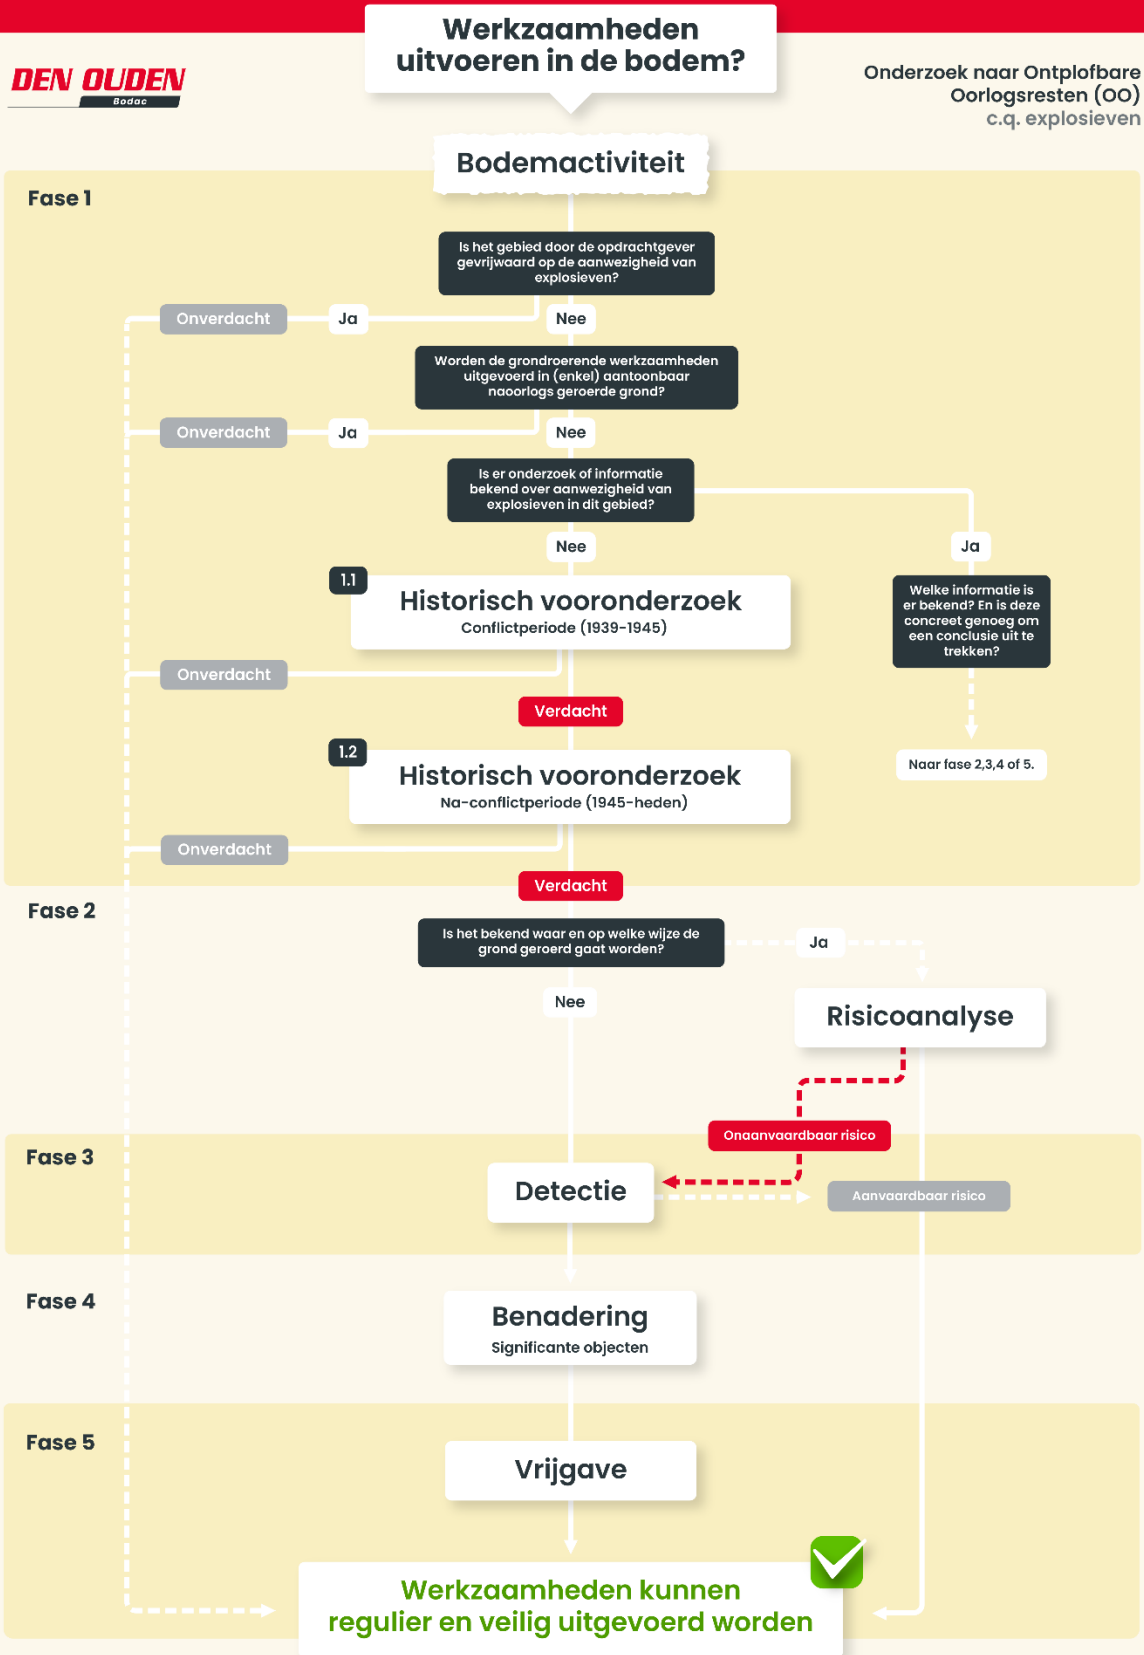 Werkzaamheden
uitvoeren in de bodem?
DEN OUDEN
Bodac
Onderzoek naar Ontplofbare
Oorlogsresten (OO)
c.q. explosieven
Bodemactiviteit
Fase 1
Is het gebied door de opdrachtgever
gevrijwaard op de aanwezigheid van
explosieven?
Onverdacht
Ja
Nee
Worden de grondroerende werkzaamheden
uitgevoerd in (enkel) aantoonbaar
naoorlogs geroerde grond?
Onverdacht
Ja
Nee
Is er onderzoek of informatie
bekend over aanwezigheid van
explosieven in dit gebied?
Nee
Ja
1.1
Historisch vooronderzoek
Conflictperiode (1939-1945)
Welke informatie is
er bekend? En is deze
concreet genoeg om
een conclusie uit te
trekken?
Onverdacht
Verdacht
1.2
Historisch vooronderzoek
Na-conflictperiode (1945-heden)
Naar fase 2,3,4 of 5.
Onverdacht
Verdacht
Fase 2
Is het bekend waar en op welke wijze de
grond geroerd gaat worden?
Ja
Nee
Risicoanalyse
Onaanvaardbaar risico
Fase 3
Detectie
Aanvaardbaar risico
Fase 4
Benadering
Significante objecten
Fase 5
Vrijgave
Werkzaamheden kunnen
regulier en veilig uitgevoerd worden